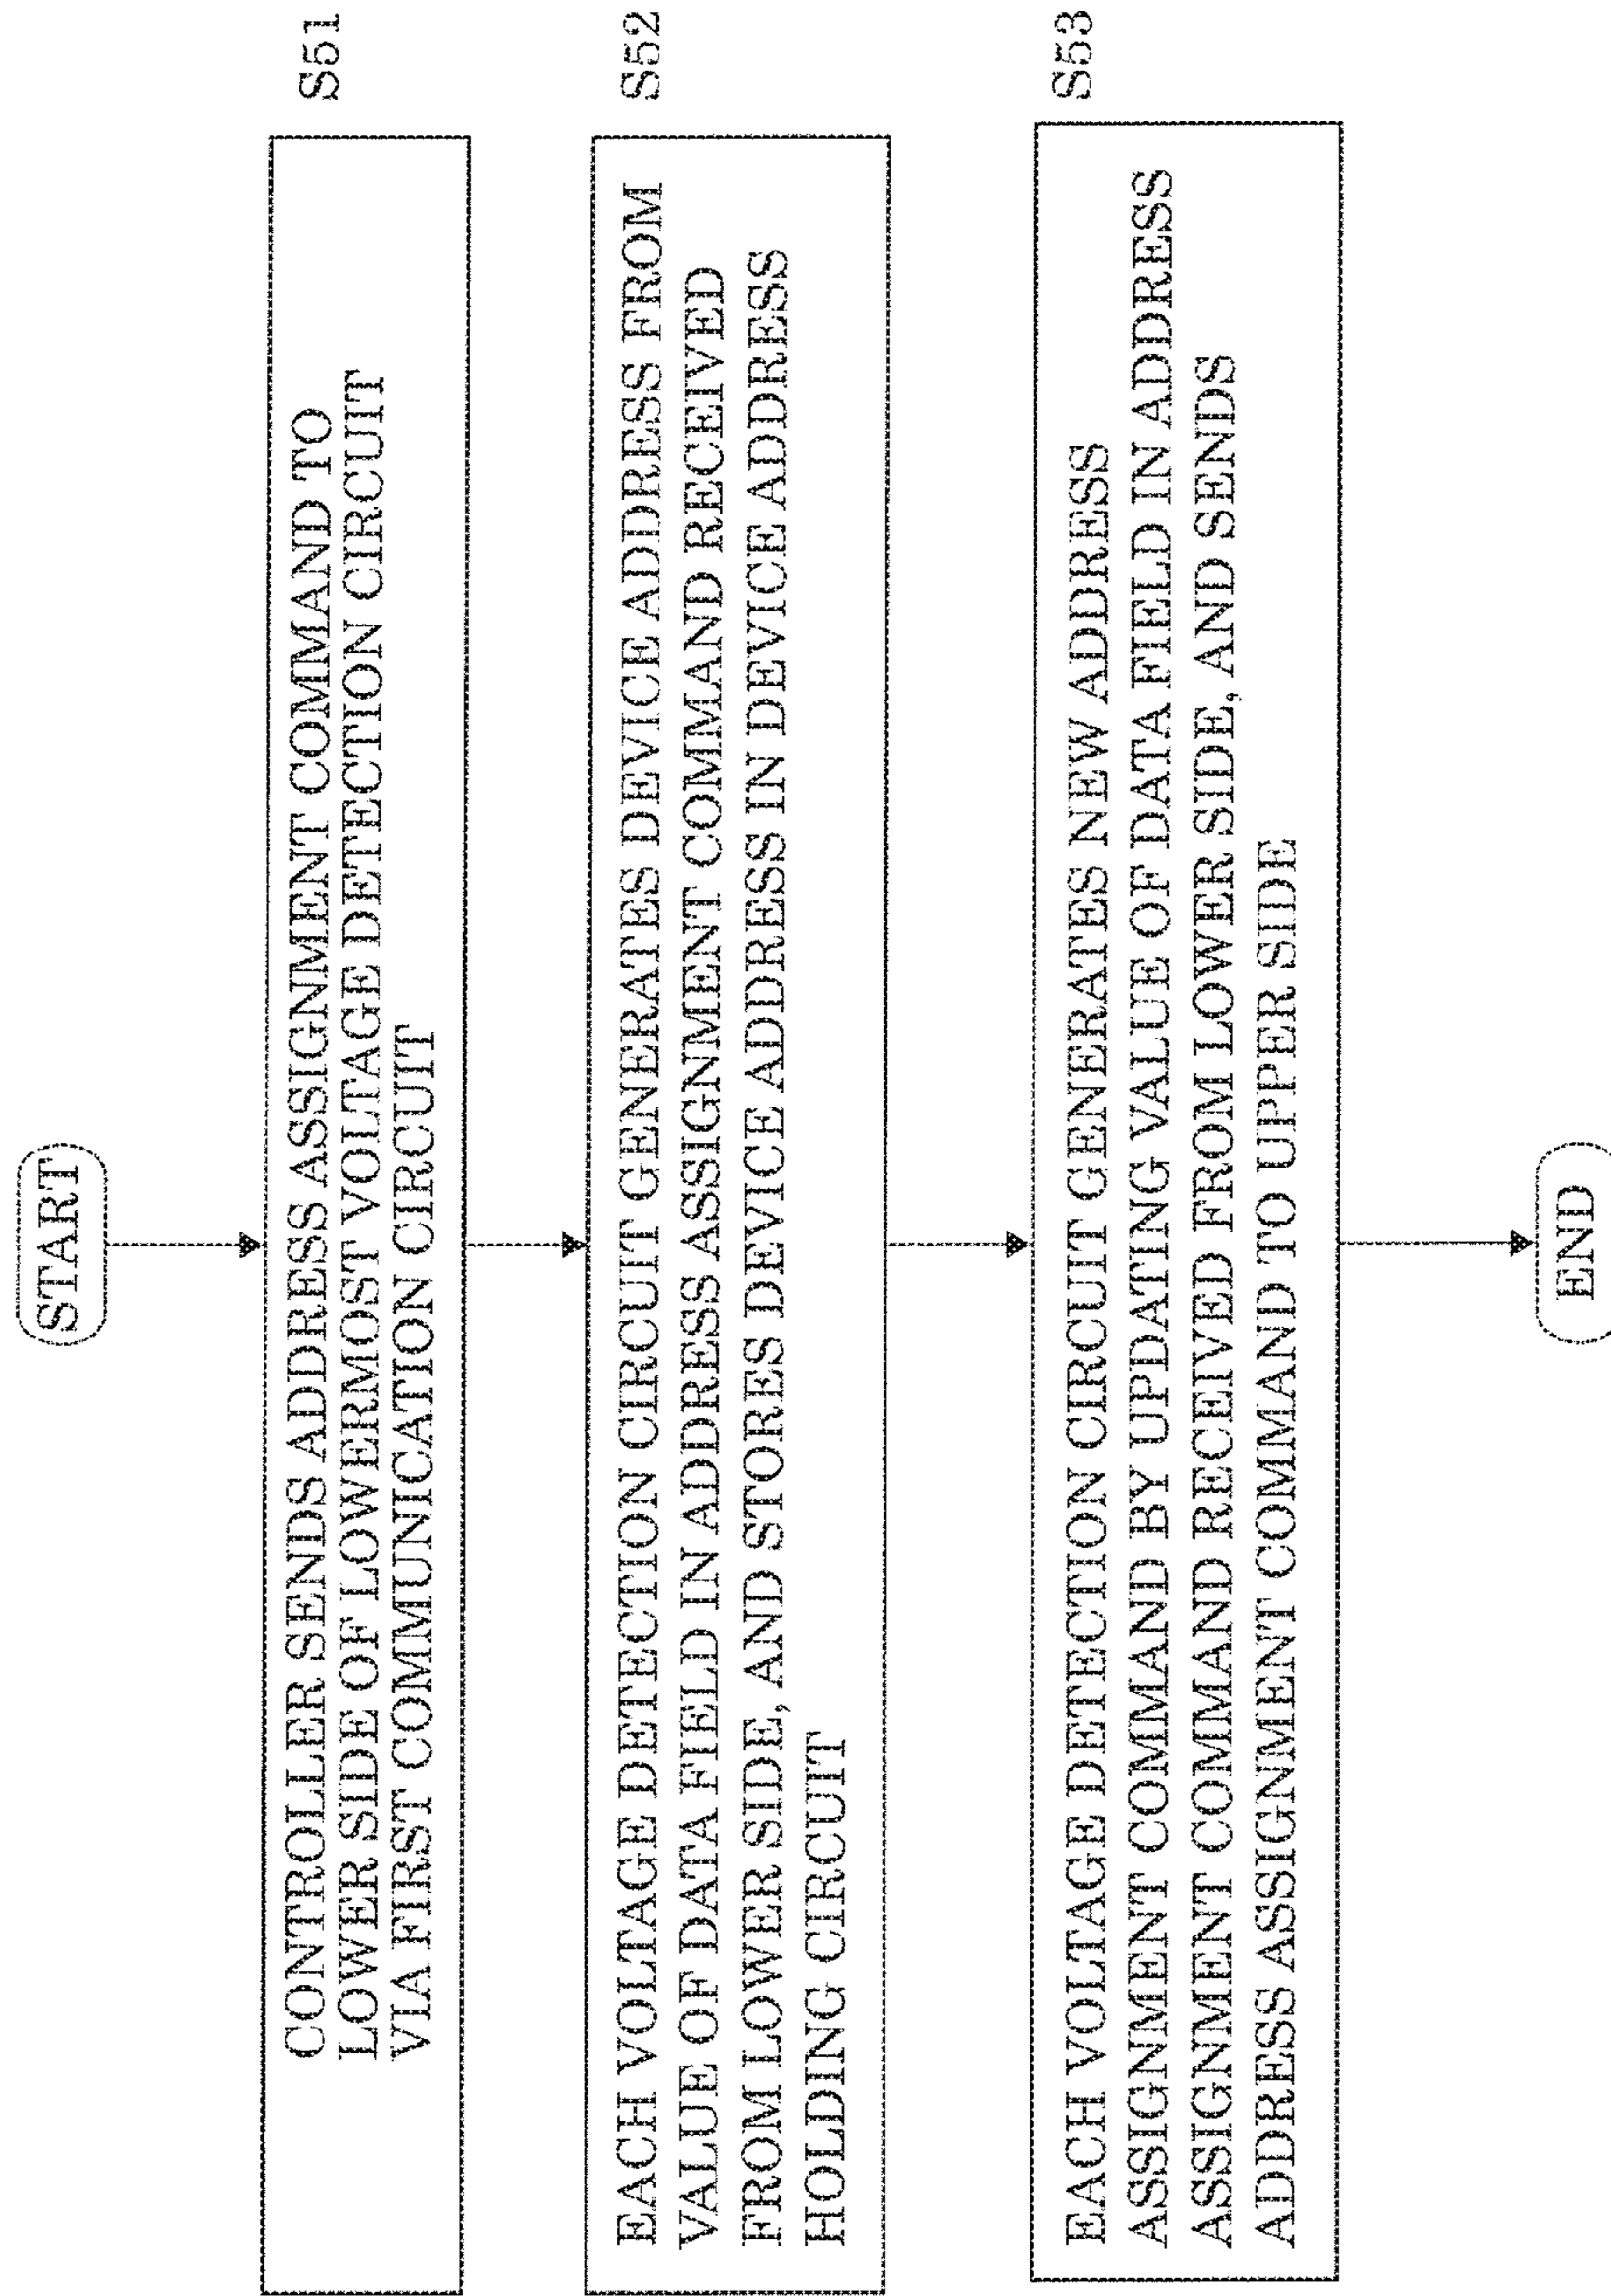 START
S51
CONTROLLER SENDS ADDRESS ASSIGNMENT COMMAND TO
LOWER SIDE OF LOWERMOST VOLTAGE DETECTION CIRCUIT
VIA FIRST COMMUNICATION CIRCUIT
S52
EACH VOLTAGE DETECTION CIRCUIT GENERATES DEVICE ADDRESS FROM
VALUE OF DATA FIELD IN ADDRESS ASSIGNMENT COMMAND RECEIVED
FROM LOWER SIDE, AND STORES DEVICE ADDRESS IN DEVICE ADDRESS
HOLDING CIRCUIT
S53
EACH VOLTAGE DETECTION CIRCUIT GENERATES NEW ADDRESS
ASSIGNMENT COMMAND BY UPDATING VALUE OF DATA FIELD IN ADDRESS
ASSIGNMENT COMMAND RECEIVED FROM LOWER SIDE, AND SENDS
ADDRESS ASSIGNMENT COMMAND TO UPPER SIDE
END